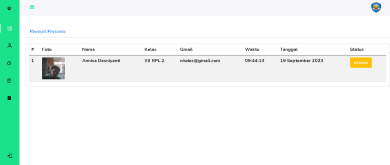 Riwayat Presensi
# Foto Nama Kelas Gmail Waktu Tanggal Status
1 Annisa Desniyanti XII RPL 2 nisdes@gmail.com 09:44:13 19 September 2023